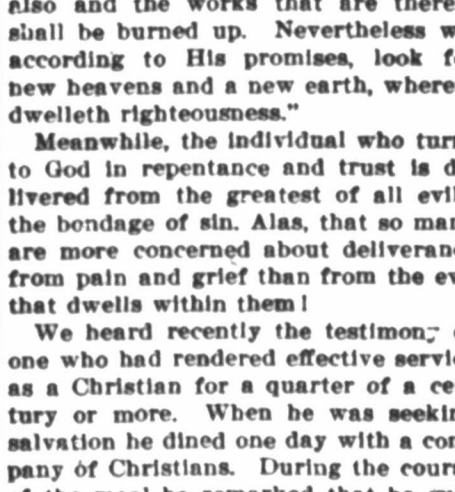 also and the works that are there
shall be burned up. Nevertheless w
according to His promises, look f
new heavens and a new earth, where
dwelleth righteousness."
Meanwhile, the individual who turn
to God in repentance and trust is d
livered from the greatest of all evil
the bondage of sin. Alas, that so man
are more concerned about deliveranc
from pain and grief than from the ev
that dwells within them!
We heard recently the testimony
one who had rendered effective servic
as a Christian for a quarter of a ce
tury or more. When he was seekin
salvation he dined one day with a com
pany of Christians. During the cour